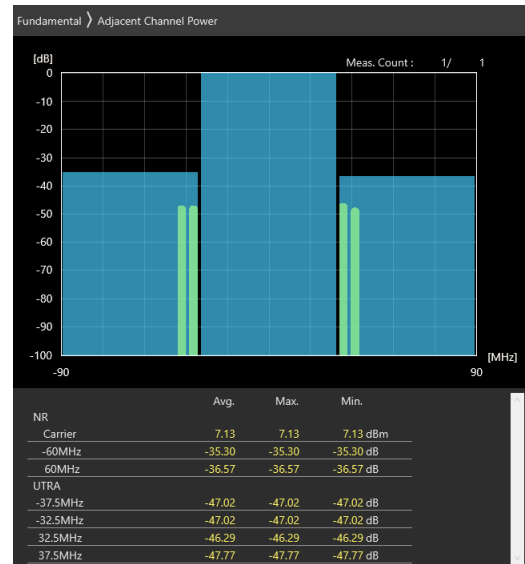 Fundamental 〉 Adjacent Channel Power
[dB]
Meas. Count : 1/ 1
0
-10
-20
-30
-40
-50
-60
-70
-80
-90
-100
[MHz]
-90 90
Avg. Max. Min.
NR
Carrier 7.13 7.13 7.13 dBm
-60MHz -35.30 -35.30 -35.30 dB
60MHz -36.57 -36.57 -36.57 dB
UTRA
-37.5MHz -47.02 -47.02 -47.02 dB
-32.5MHz -47.02 -47.02 -47.02 dB
32.5MHz -46.29 -46.29 -46.29 dB
37.5MHz -47.77 -47.77 -47.77 dB